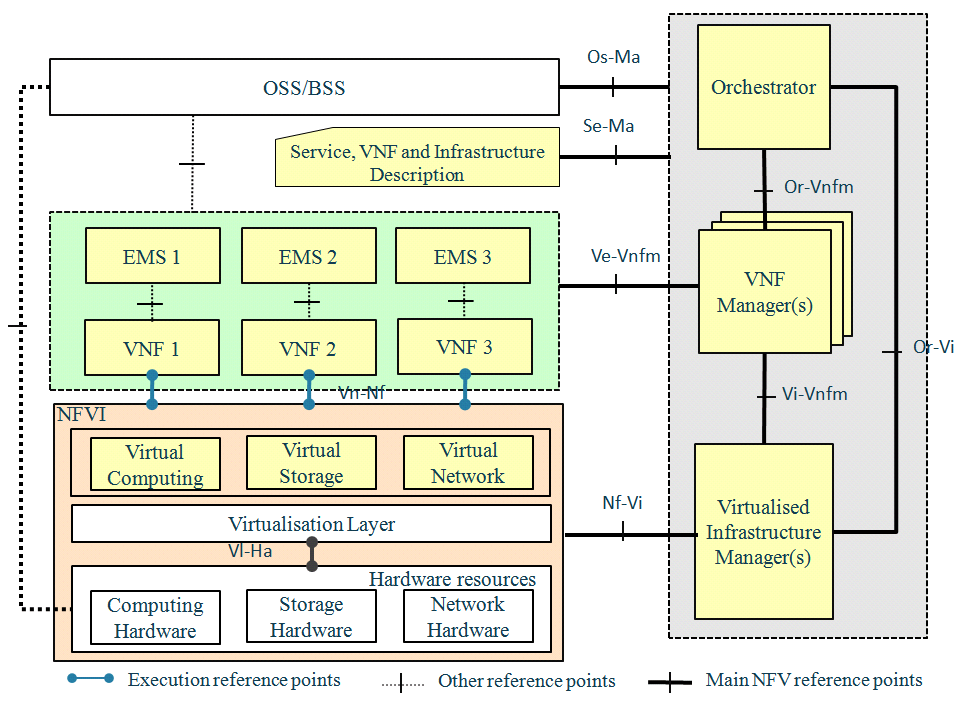 Os-Ma
OSS/BSS
Orchestrator
Se-Ma
Service, VNF and Infrastructure
Description
Or-Vnfm
EMS 1
EMS 2
EMS 3
Ve-Vnfm
VNF
Manager(s)
VNF 1
VNF 2
VNF 3
Or-Vi
Vn-Nf
Vi-Vnfm
NFVI
Virtual
Computing
Virtual
Storage
Virtual
Network
Nf-Vi
Virtualised
Infrastructure
Manager(s)
Virtualisation Layer
Vl-Ha
Hardware resources
Computing
Hardware
Storage
Hardware
Network
Hardware
Execution reference points
Other reference points
Main NFV reference points